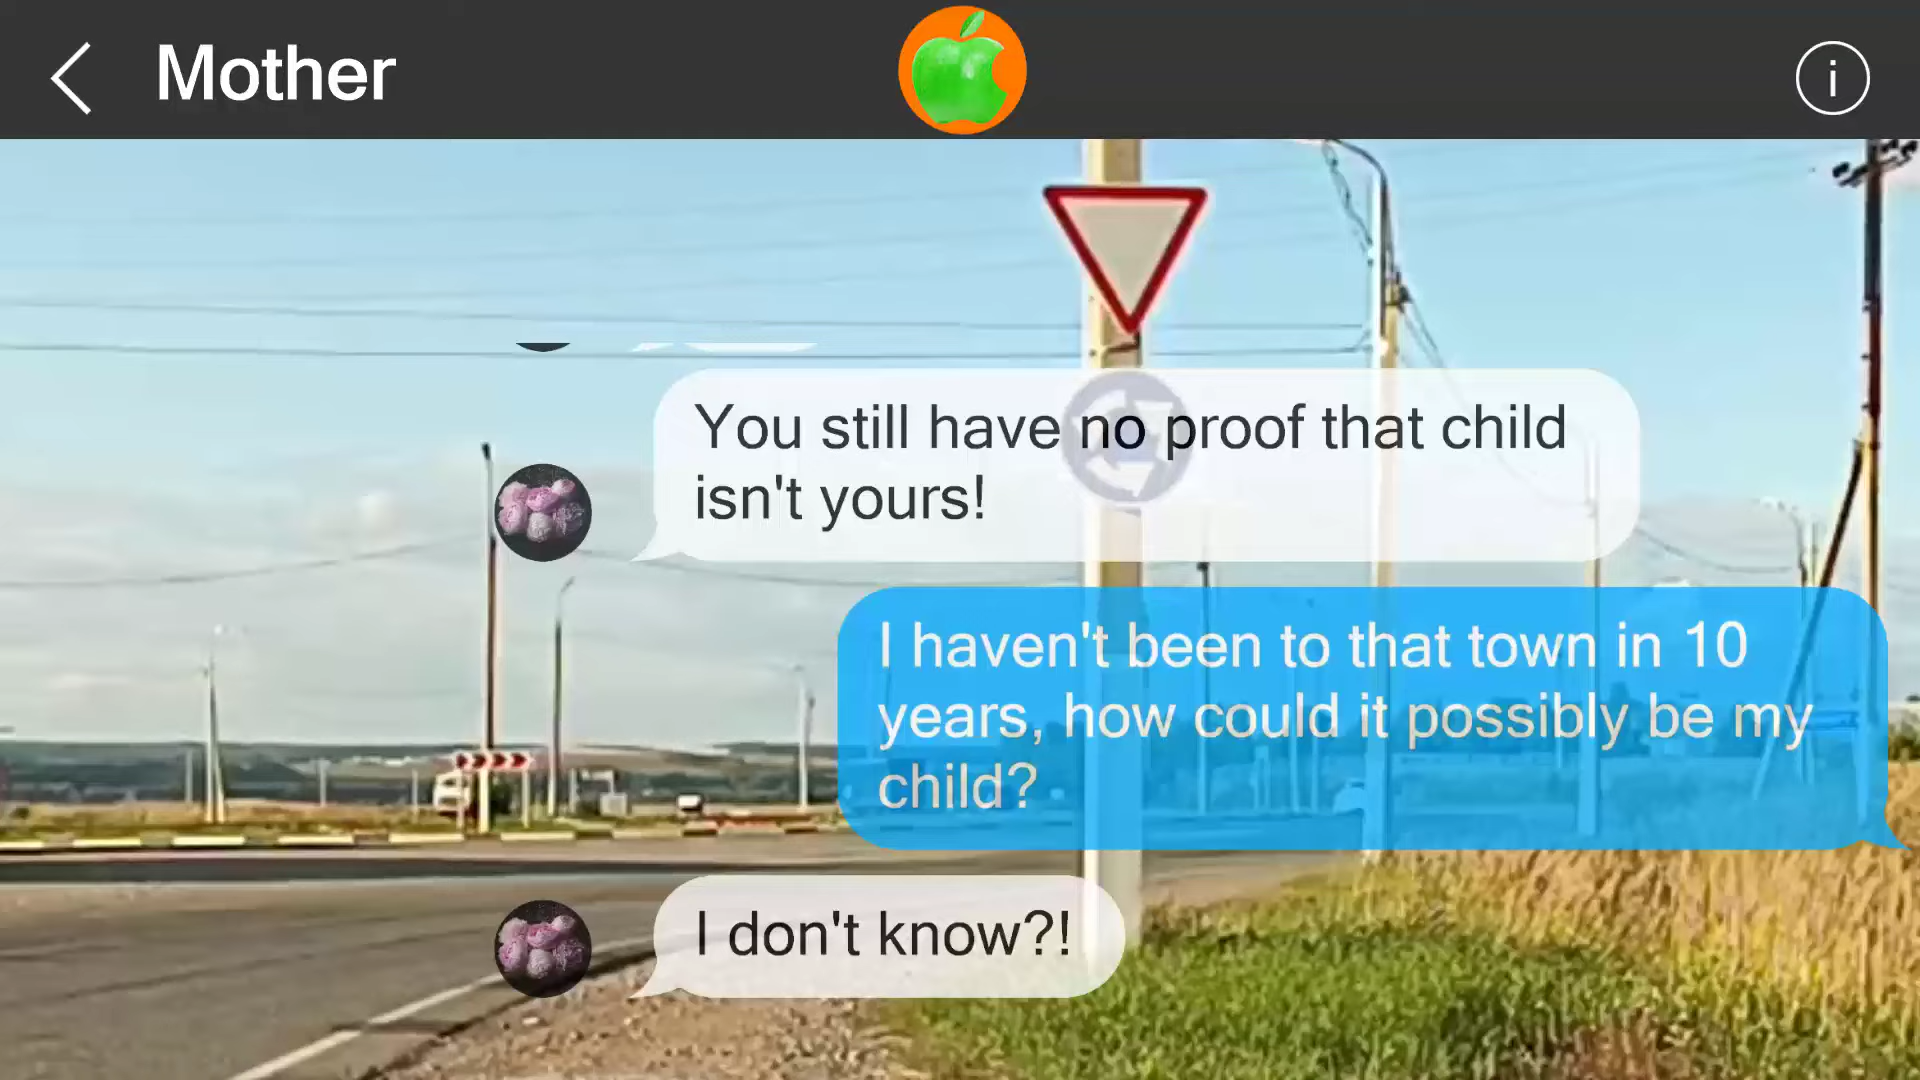 Mother
i
You still have no proof that child
isn't yours!
I haven't been to that town in 10
years, how could it possibly be my
child?
I don't know?!